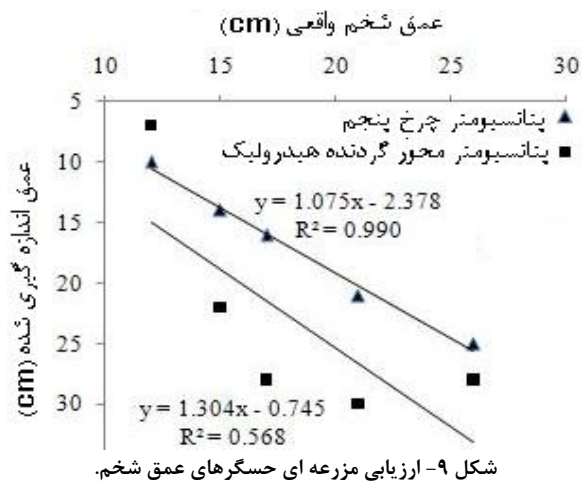 عمق شخم واقعی (cm)
10 15 20 25 30
5
10
15
20
25
30
عمق اندازه گیری شده (cm)
▲ پتانسیومتر چرخ پنجم
■ پتانسیومتر محور گردنده هیدرولیک
y = 1.075x - 2.378
R² = 0.990
y = 1.304x - 0.745
R² = 0.568
شکل ۹- ارزیابی مزرعه ای حسگرهای عمق شخم.